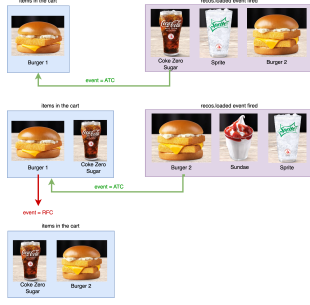 items in the cart
recos.loaded event fired
Burger 1
Coke Zero
Sugar
Sprite
Burger 2
event = ATC
items in the cart
recos.loaded event fired
Burger 1
Coke Zero
Sugar
Burger 2
Sundae
Sprite
event = ATC
event = RFC
items in the cart
Coke Zero
Sugar
Burger 2